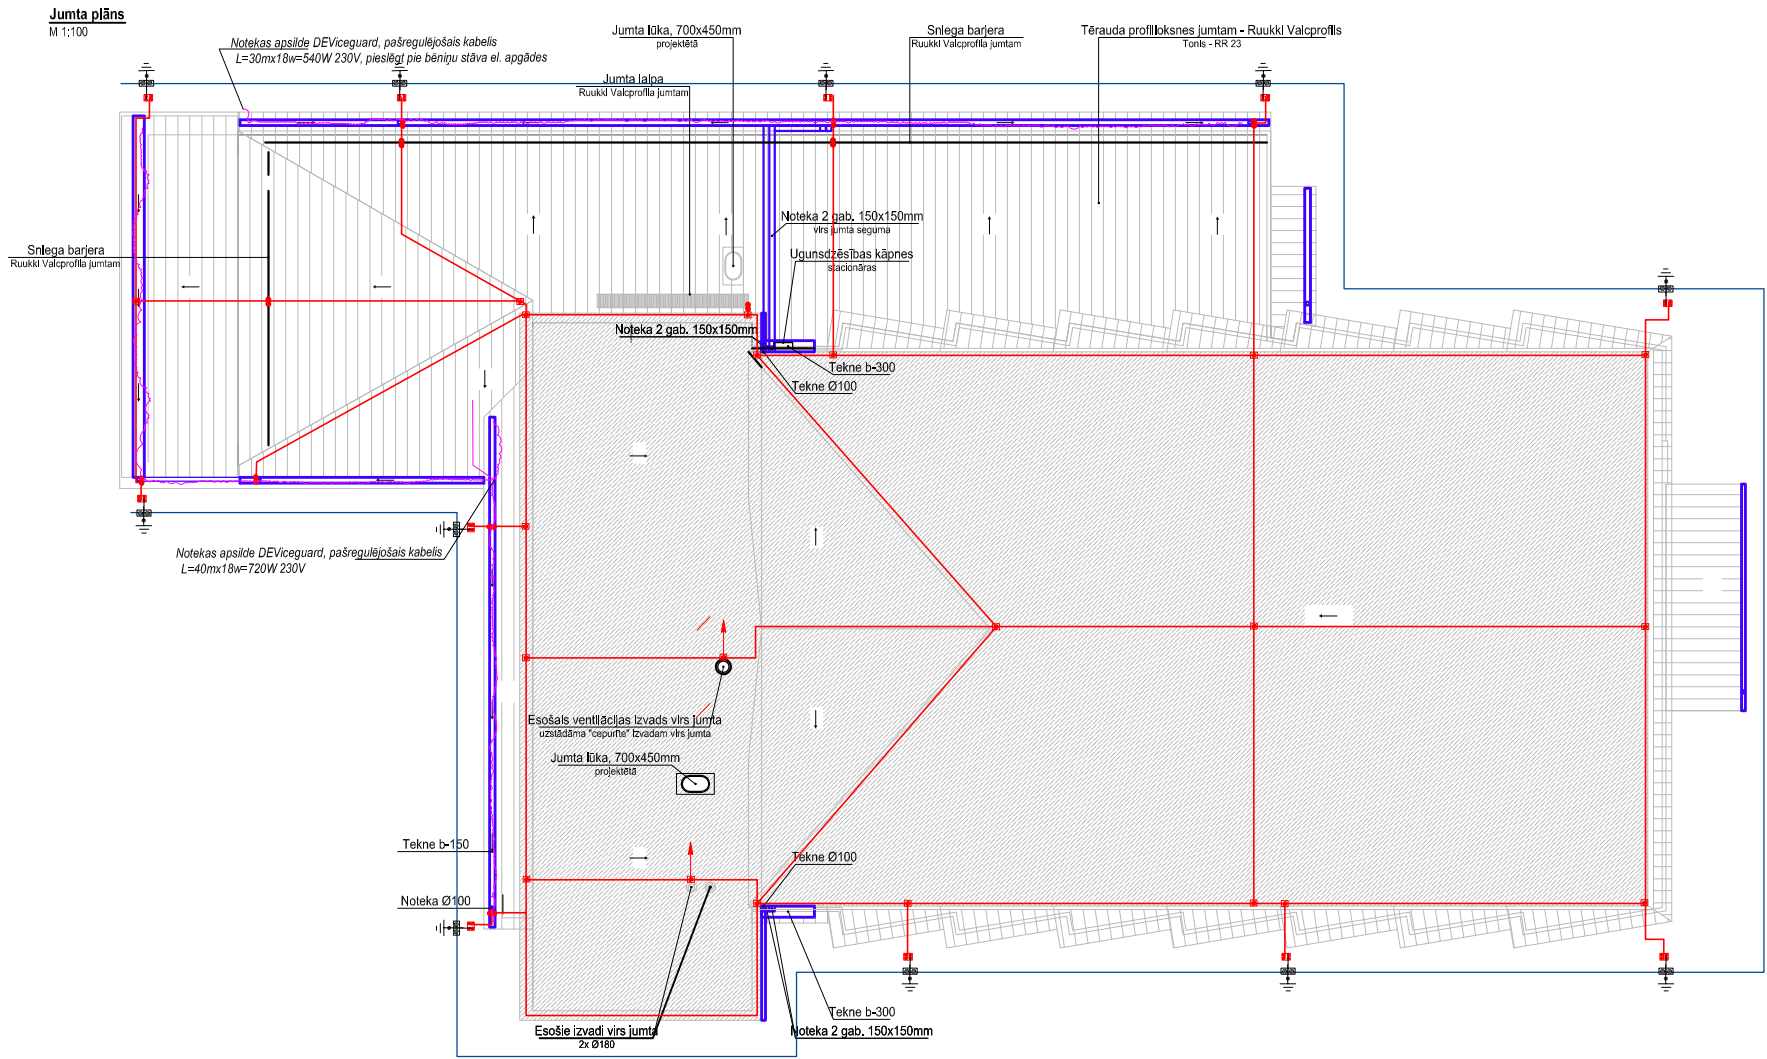 Jumta plāns
M 1:100
Notekas apsilde DEViceguard, pašregulējošais kabelis
L=30mx18w=540W 230V, pieslēgt pie bēniņu stāva el. apgādes
Jumta lūka, 700x450mm
projektētā
Sniega barjera
Ruukki Valcprofila jumtam
Tērauda profilloksnes jumtam - Ruukki Valcprofils
Tonis - RR 23
Jumta laipa
Ruukki Valcprofila jumtam
Noteka 2 gab. 150x150mm
virs jumta seguma
Ugunsdzēsības kāpnes
stacionāras
Sniega barjera
Ruukki Valcprofila jumtam
Noteka 2 gab. 150x150mm
Tekne b-300
Tekne Ø100
Notekas apsilde DEViceguard, pašregulējošais kabelis
L=40mx18w=720W 230V
Esošais ventilācijas izvads virs jumta
uzstādāma "cepurīte" izvadam virs jumta
Jumta lūka, 700x450mm
projektētā
Tekne b-150
Tekne Ø100
Noteka Ø100
Tekne b-300
Esošie izvadi virs jumta
2x Ø180
Noteka 2 gab. 150x150mm